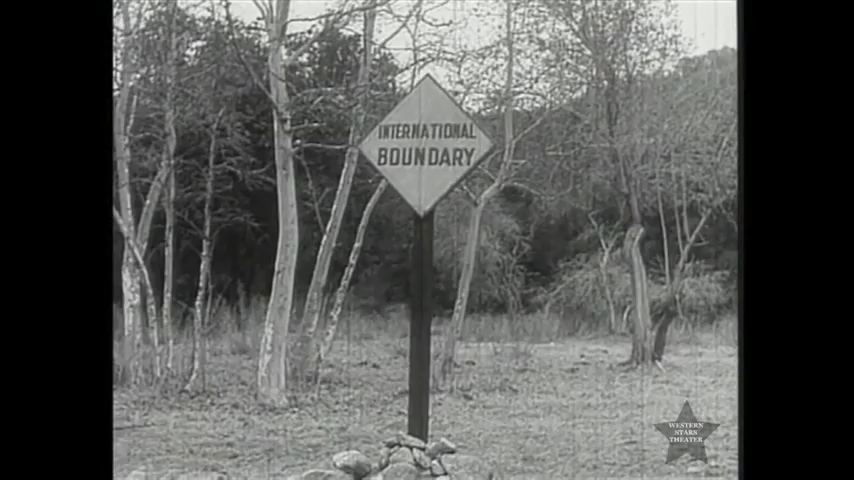 INTERNATIONAL
BOUNDARY
WESTERN
STARS
THEATER